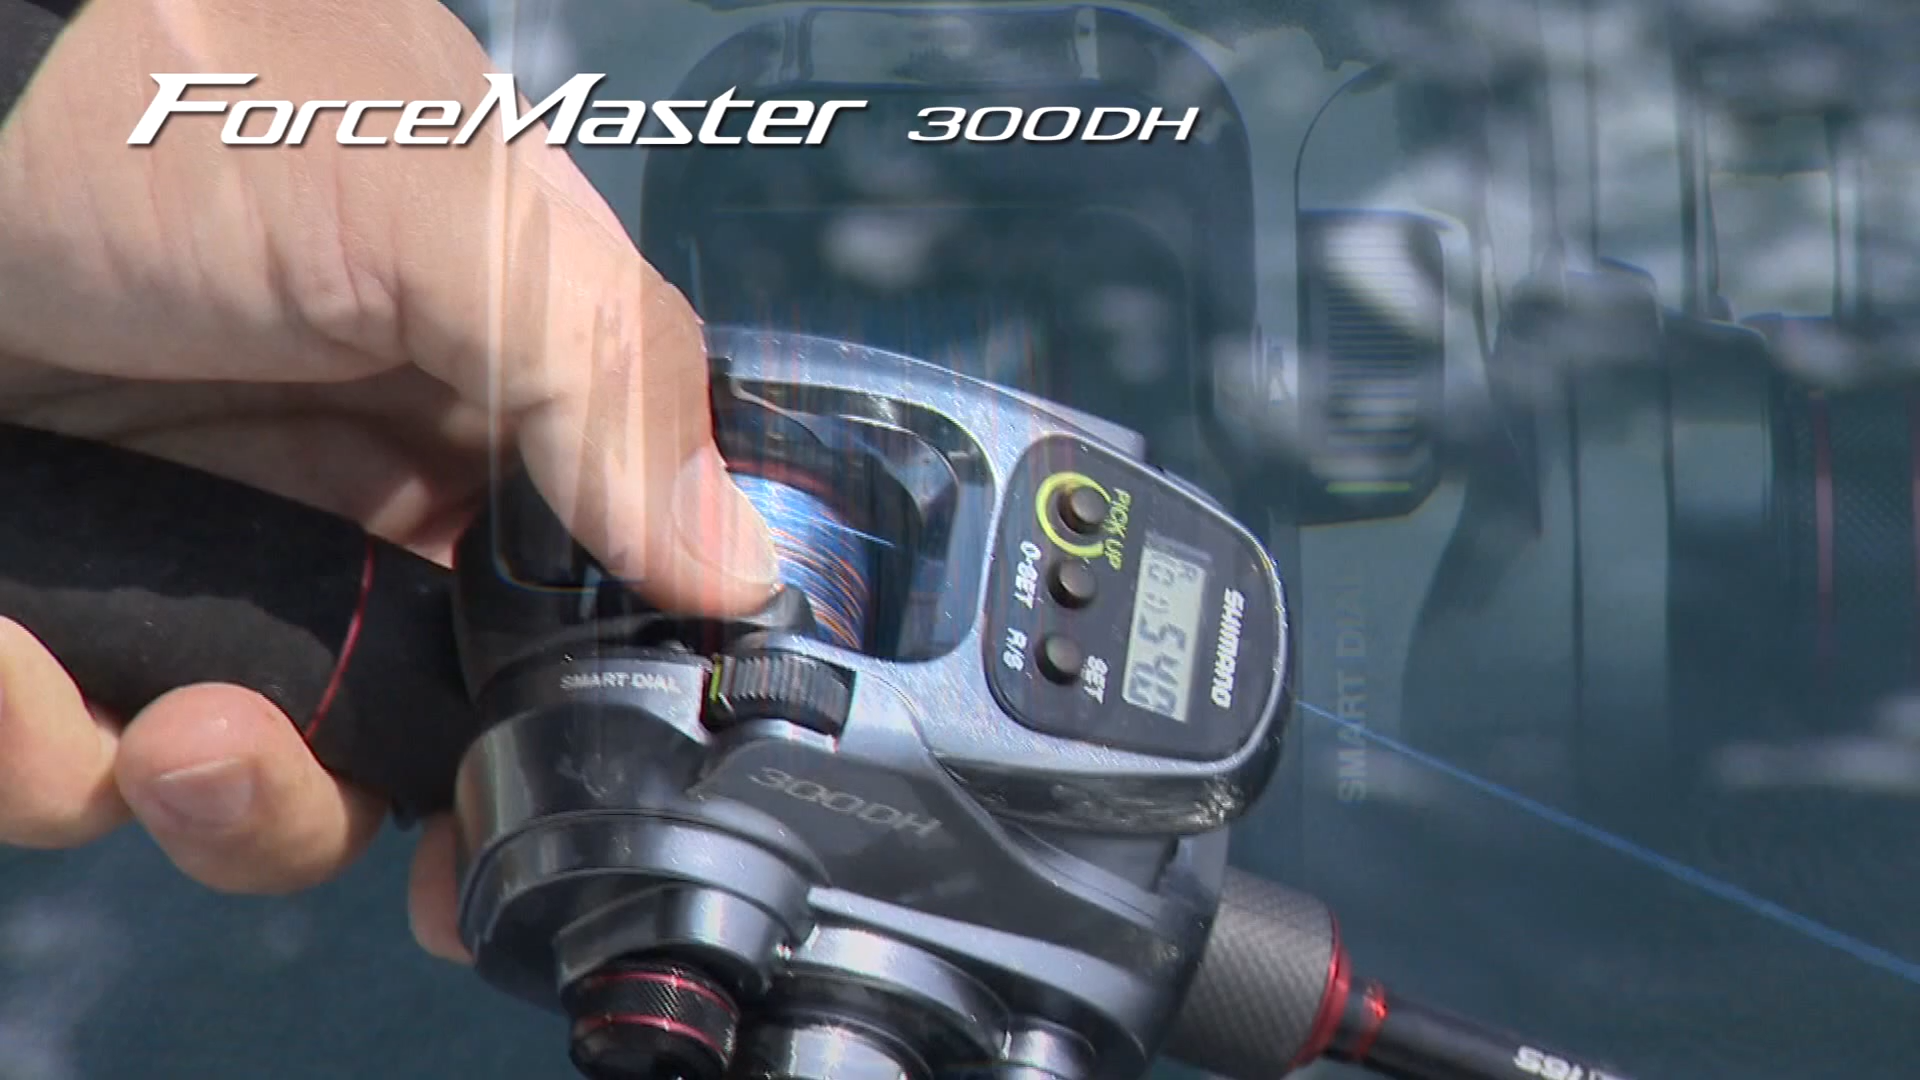 ForceMaster 300DH
PICK UP
0-SET
R/S
SET
SHIMANO
SMART DIAL
300DH
SMART DIAL